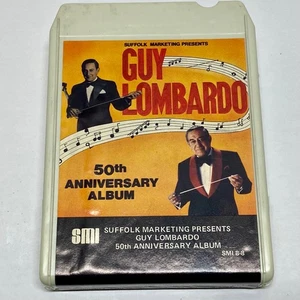 SUFFOLK MARKETING PRESENTS
GUY
LOMBARDO
50th
ANNIVERSARY
ALBUM
smi
SUFFOLK MARKETING PRESENTS
GUY LOMBARDO
50th ANNIVERSARY ALBUM
SMI 8-8